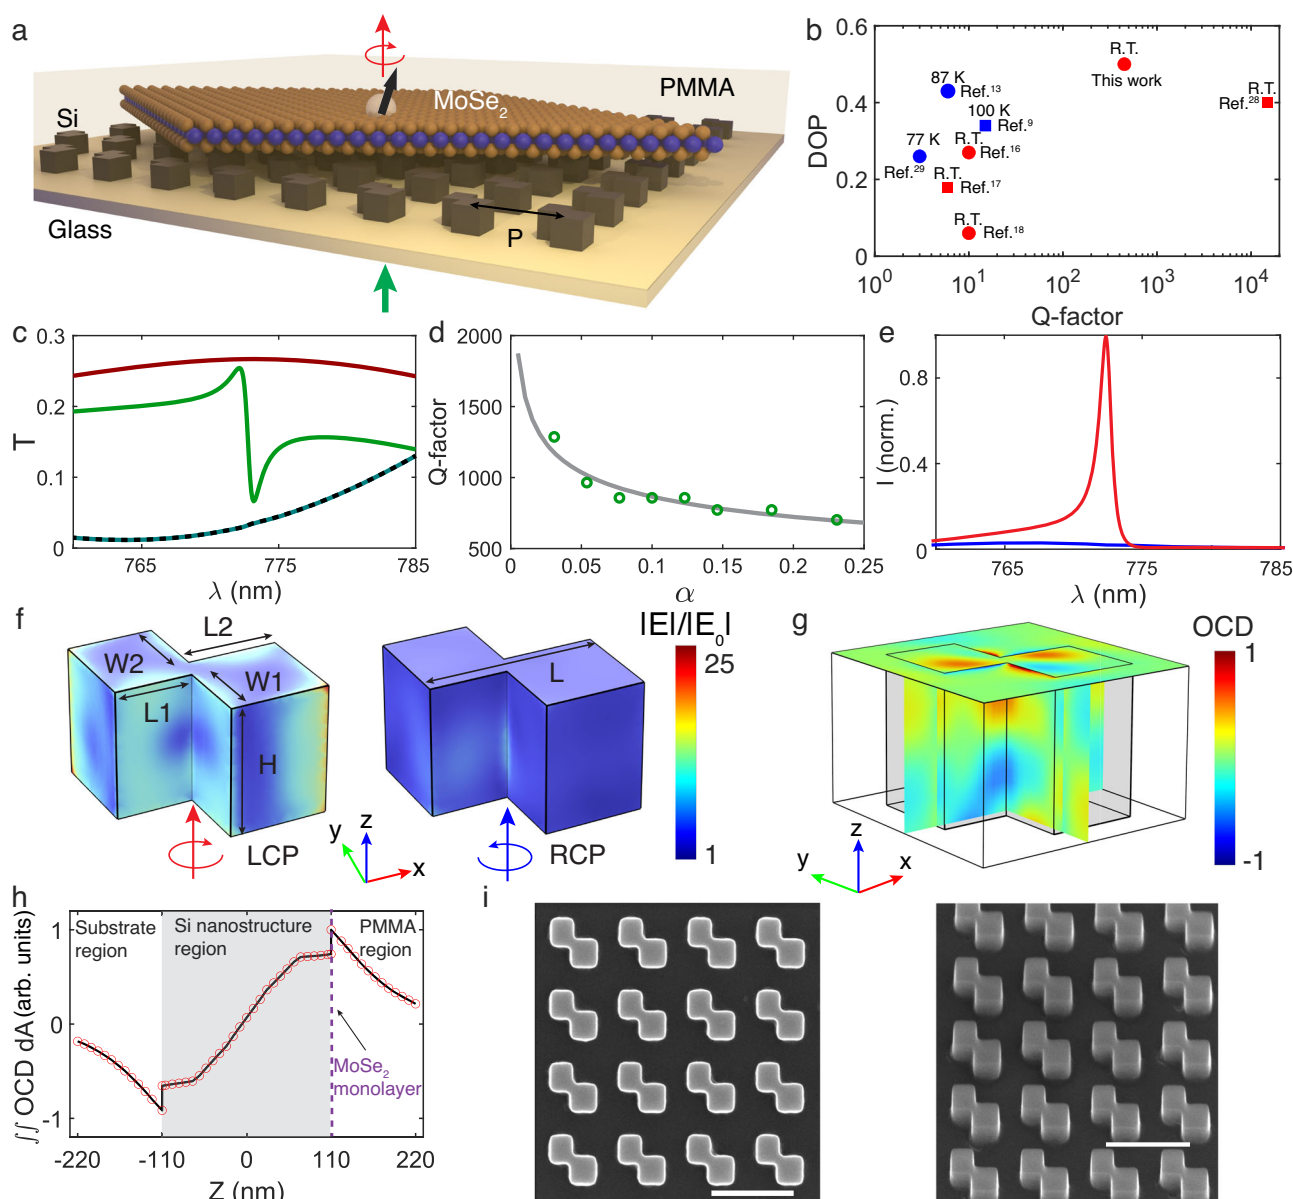 a
Si
MoSe2
PMMA
Glass
P
b
DOP
0.6
0.4
0.2
0
10^0
10^1
10^2
10^3
10^4
Q-factor
R.T.
This work
87 K
Ref.13
100 K
Ref.9
R.T.
Ref.28
77 K
Ref.29
R.T.
Ref.16
R.T.
Ref.17
R.T.
Ref.18
c
T
0.3
0.2
0.1
0
765
775
785
λ (nm)
d
Q-factor
2000
1500
1000
500
0
0.05
0.1
0.15
0.2
0.25
α
e
I (norm.)
0.8
0.4
0
765
775
785
λ (nm)
f
L2
W2
W1
L1
H
LCP
L
RCP
y
z
x
|E|/|E0|
25
1
g
OCD
1
-1
z
y
x
h
∬ OCD dA (arb. units)
1
0
-1
Substrate
region
Si nanostructure
region
PMMA
region
MoSe2
monolayer
-220
-110
0
110
220
Z (nm)
i